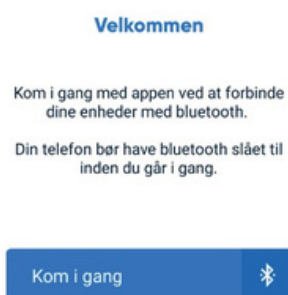 Velkommen
Kom i gang med appen ved at forbinde
dine enheder med bluetooth.
Din telefon bør have bluetooth slået til
inden du går i gang.
Kom i gang